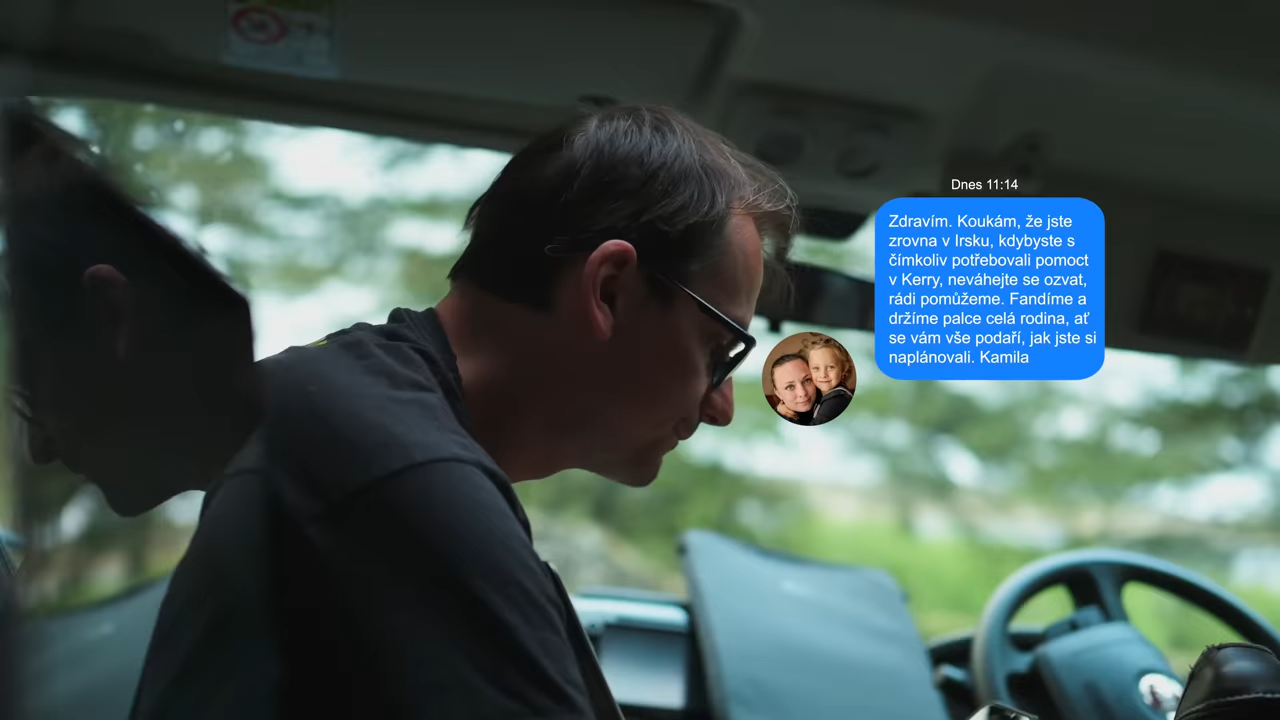 Dnes 11:14
Zdravím. Koukám, že jste
zrovna v Irsku, kdybyste s
čímkoliv potřebovali pomoct
v Kerry, neváhejte se ozvat,
rádi pomůžeme. Fandíme a
držíme palce celá rodina, ať
se vám vše podaří, jak jste si
naplánovali. Kamila